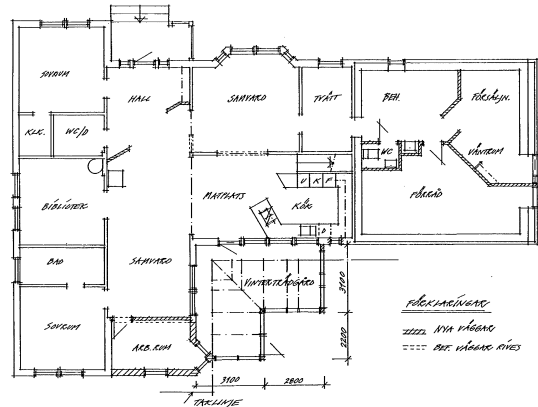 SOVRUM
HALL
SAMVARO
TVÄTT
BEH.
FÖRSÄLJN.
KLK.
WC/D
WC
VÄNTRUM
U K F
BIBLIOTEK
MATPLATS
KÖK
FÖRRÅD
D
BAD
SAMVARO
VINTERTRÄDGÅRD
3100
FÖRKLARINGAR
NYA VÄGGAR
SOVRUM
ARB.RUM
2200
BEF. VÄGGAR RIVES
3100 2800
TAKLINJE